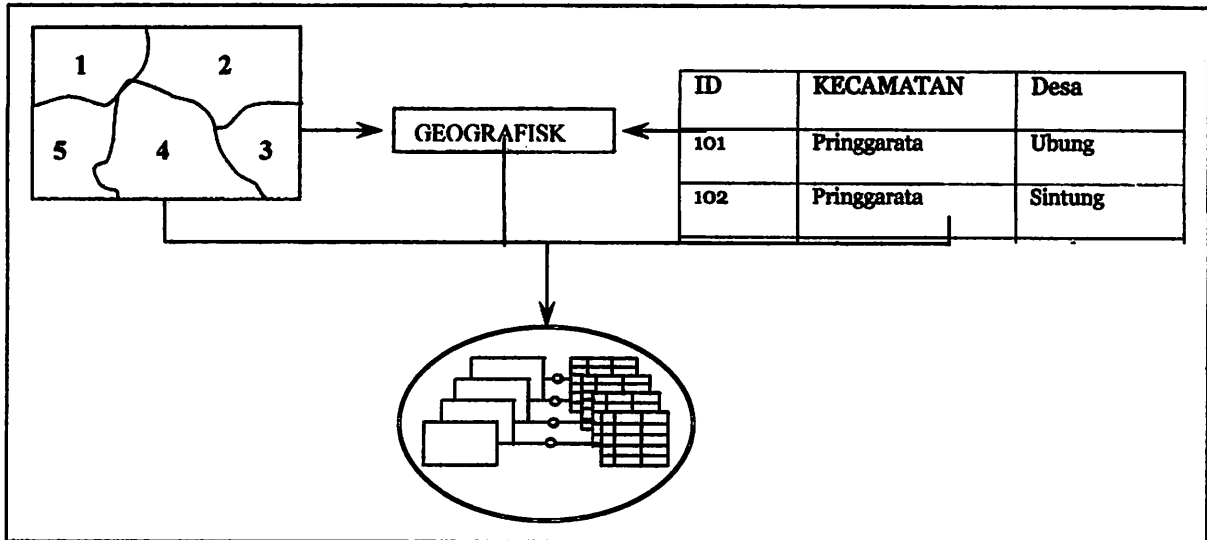 1 2
5 4 3
GEOGRAFISK
ID KECAMATAN Desa
101 Pringgarata Ubung
102 Pringgarata Sintung